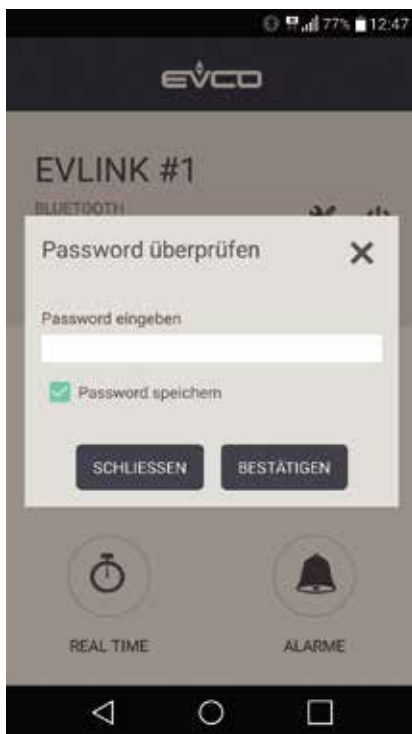 77% 12:47
EVCO
EVLINK #1
BLUETOOTH
Password überprüfen
Password eingeben
Password speichern
SCHLIESSEN BESTÄTIGEN
REAL TIME ALARME